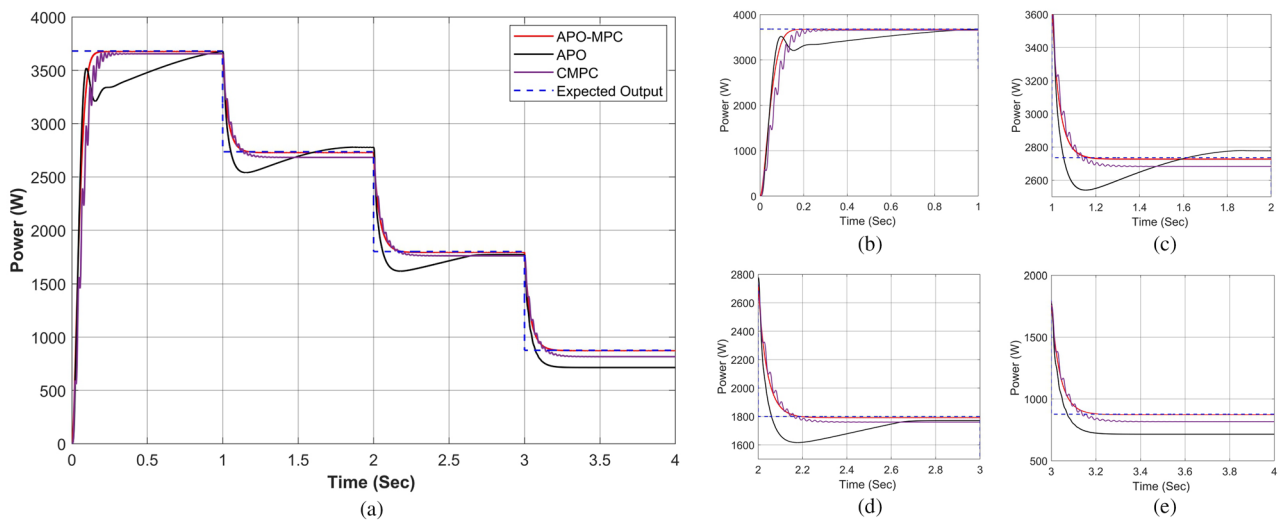 4000
3500
3000
2500
2000
1500
1000
500
0
Power (W)
APO-MPC
APO
CMPC
Expected Output
0 0.5 1 1.5 2 2.5 3 3.5 4
Time (Sec)
(a)
4000
3500
3000
2500
2000
1500
1000
500
0
Power (W)
0 0.2 0.4 0.6 0.8 1
Time (Sec)
(b)
3600
3400
3200
3000
2800
2600
Power (W)
1 1.2 1.4 1.6 1.8 2
Time (Sec)
(c)
2800
2600
2400
2200
2000
1800
1600
Power (W)
2 2.2 2.4 2.6 2.8 3
Time (Sec)
(d)
2000
1500
1000
500
Power (W)
3 3.2 3.4 3.6 3.8 4
Time (Sec)
(e)